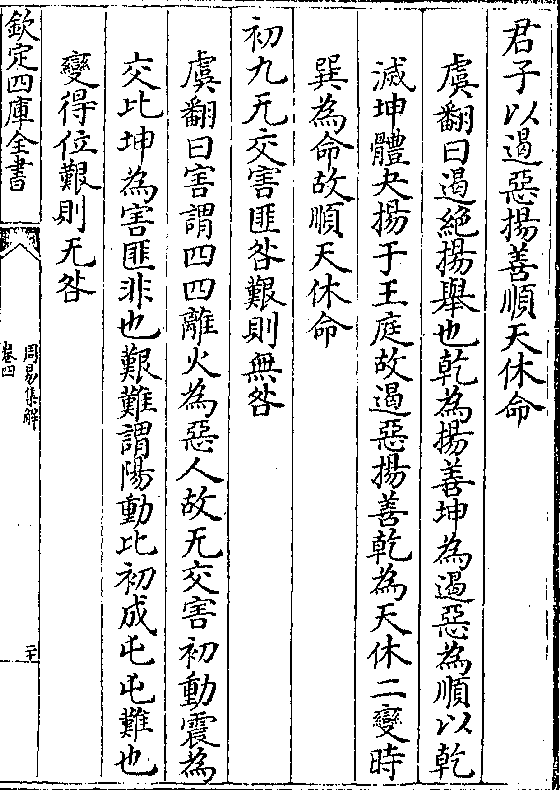 君子以遏惡揚善順天休命
虞翻曰遏絶揚舉也乾為揚善坤為遏惡為順以乾
滅坤體夬揚于王庭故遏惡揚善乾為天休二變時
巽為命故順天休命
初九无交害匪咎艱則無咎
虞翻曰害謂四四離火為惡人故无交害初動震為
交比坤為害匪非也艱難謂陽動比初成屯屯難也
變得位艱則无咎
欽定四庫全書
周易集解
卷四
二十